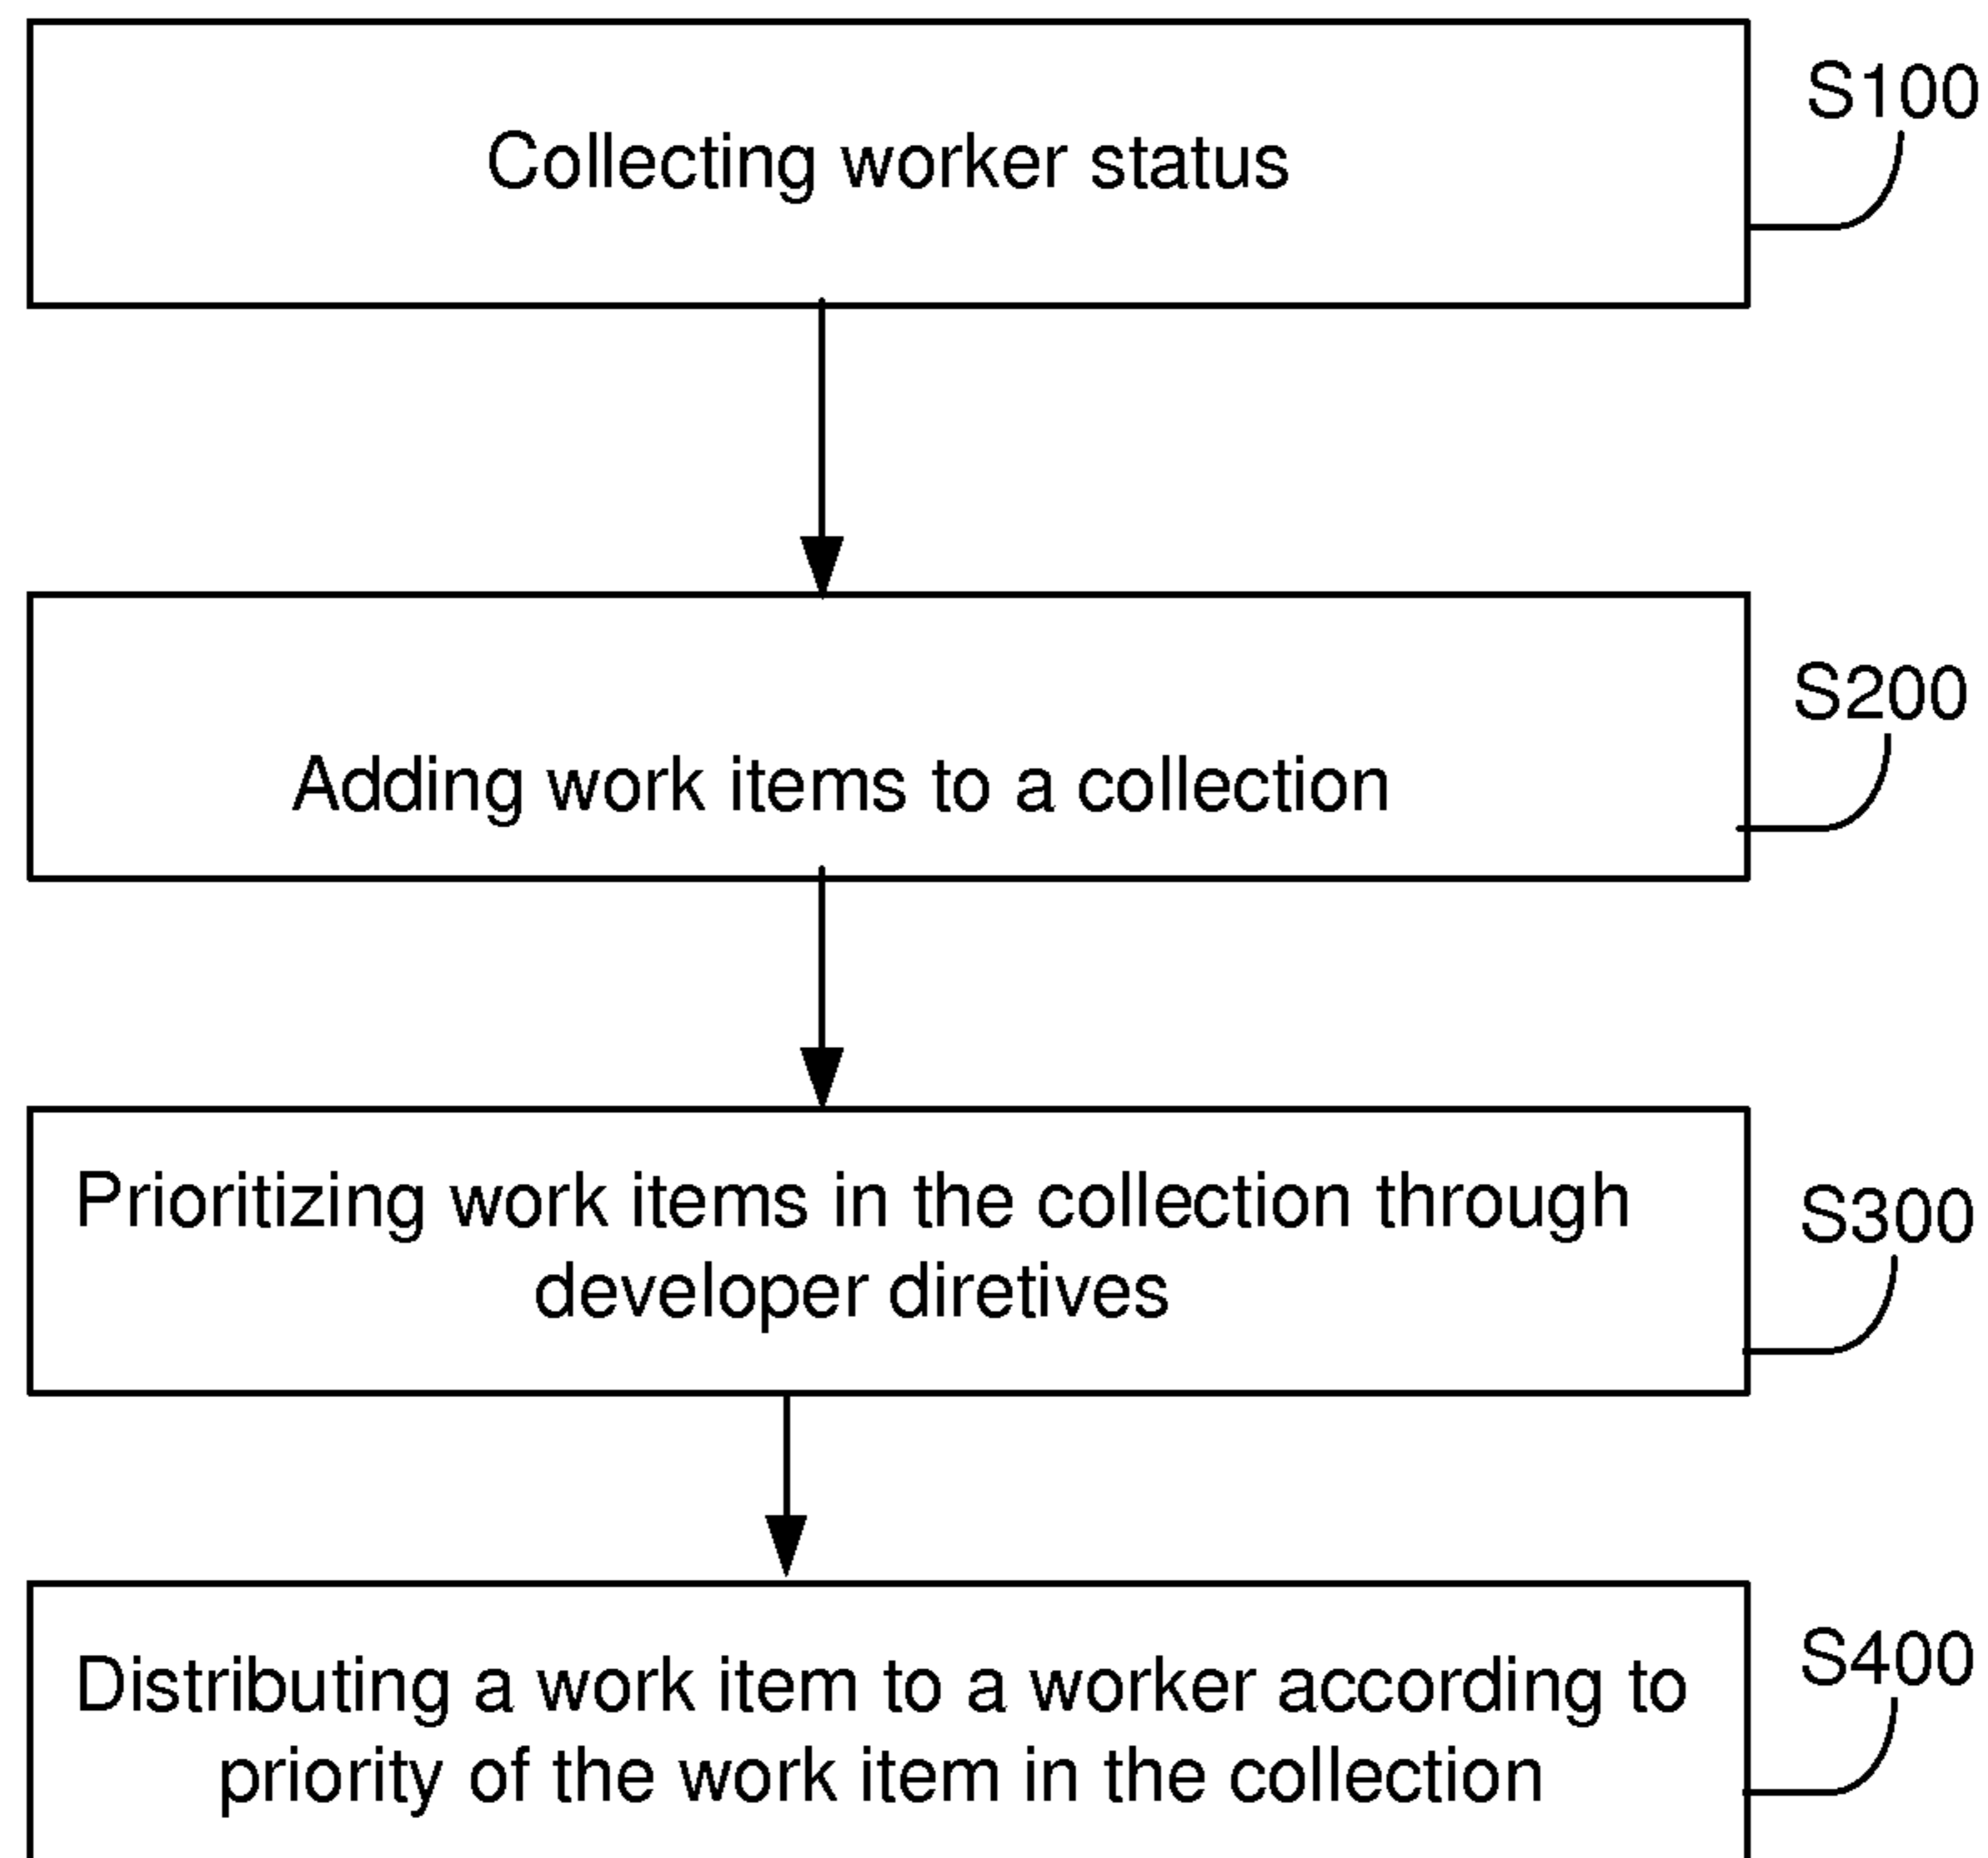 S100
Collecting worker status
S200
Adding work items to a collection
Prioritizing work items in the collection through
developer diretives
S300
Distributing a work item to a worker according to
priority of the work item in the collection
S400